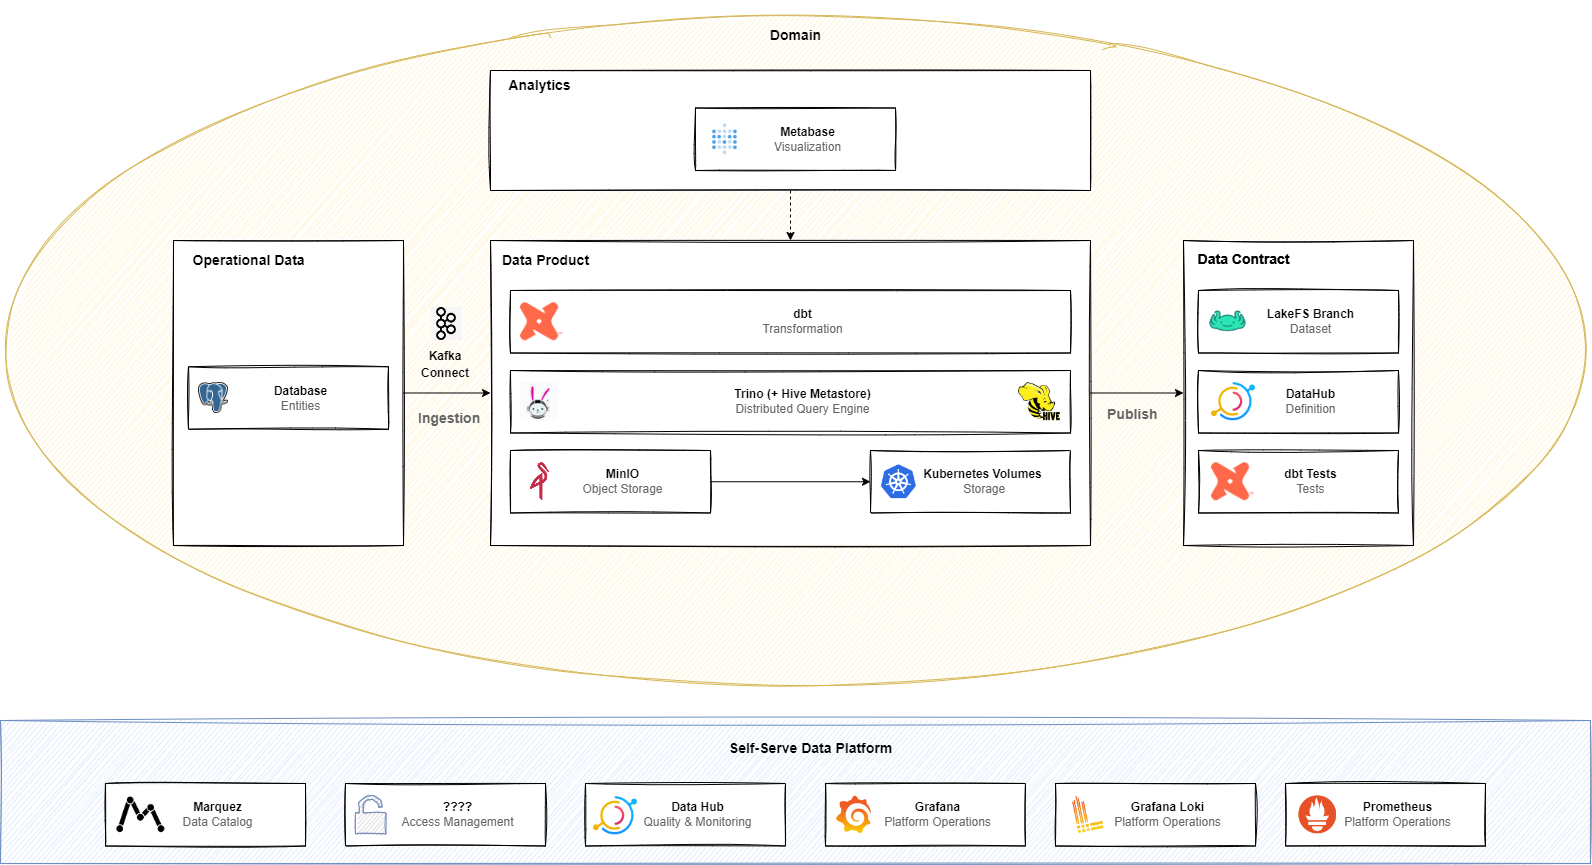 Domain
Analytics
Metabase
Visualization
Operational Data
Database
Entities
Kafka
Connect
Ingestion
Data Product
dbt
Transformation
Trino (+ Hive Metastore)
Distributed Query Engine
HIVE
MinIO
Object Storage
Kubernetes Volumes
Storage
Publish
Data Contract
LakeFS Branch
Dataset
DataHub
Definition
dbt Tests
Tests
Self-Serve Data Platform
Marquez
Data Catalog
????
Access Management
Data Hub
Quality & Monitoring
Grafana
Platform Operations
Grafana Loki
Platform Operations
Prometheus
Platform Operations